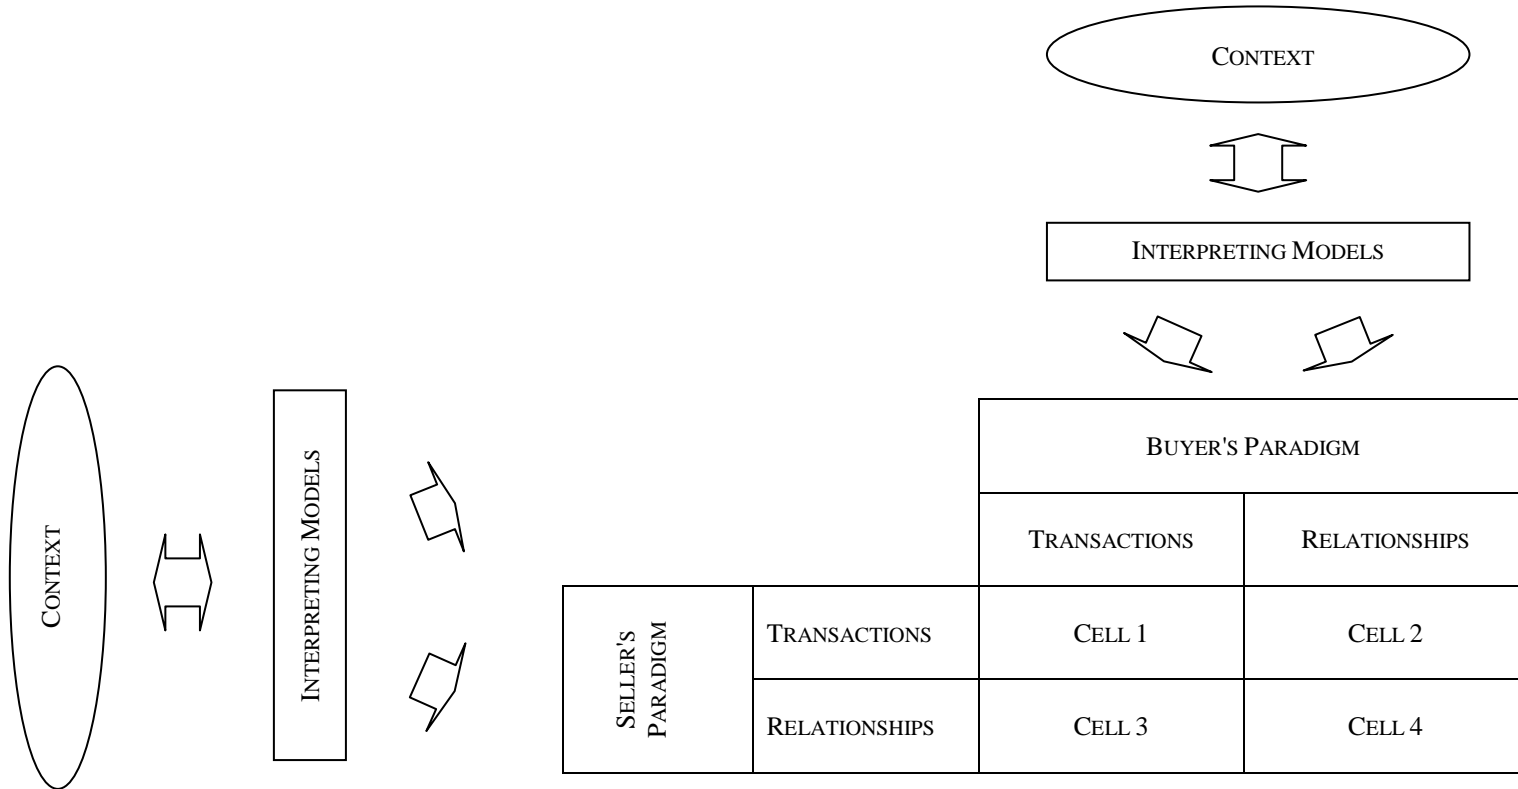 CONTEXT
INTERPRETING MODELS
BUYER'S PARADIGM
TRANSACTIONS RELATIONSHIPS
CONTEXT
INTERPRETING MODELS
SELLER'S
PARADIGM
TRANSACTIONS CELL 1 CELL 2
RELATIONSHIPS CELL 3 CELL 4